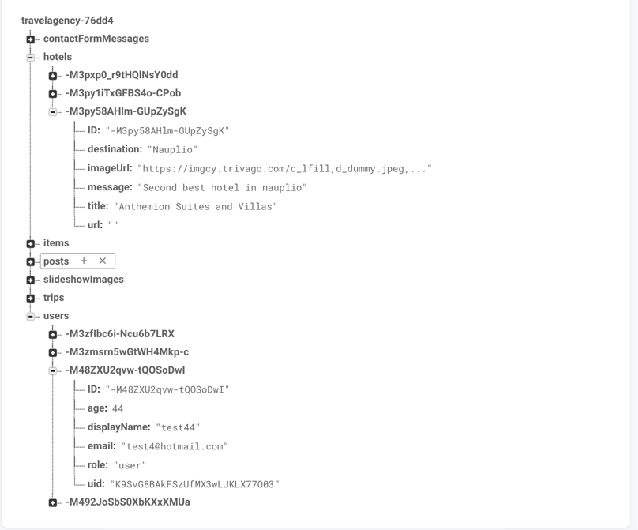 travelagency-76dd4
contactFormMessages
hotels
-M3pxp0_r9tHQlNsY0dd
-M3py1iTxGFBS4o-CPob
-M3py58AHlm-GUpZySgK
ID: "-M3py58AHlm-GUpZySgK"
destination: "Nauplio"
imageUrl: "https://imgcy.trivago.com/c_lfill,d_dummy.jpeg,..."
message: "Second best hotel in nauplio"
title: "Anthemion Suites and Villas"
url: ""
items
posts + ×
slideshowImages
trips
users
-M3zflbc6i-Ncu6b7LRX
-M3zmsrn5wGtWH4Mkp-c
-M48ZXU2qvw-tQOSoDwI
ID: "-M48ZXU2qvw-tQOSoDwI"
age: 44
displayName: "test44"
email: "test4@hotmail.com"
role: "user"
uid: "K9SvG8BAkFSzUfMX3wLJKLX77003"
-M492JoSbS0XbKXxXMUa